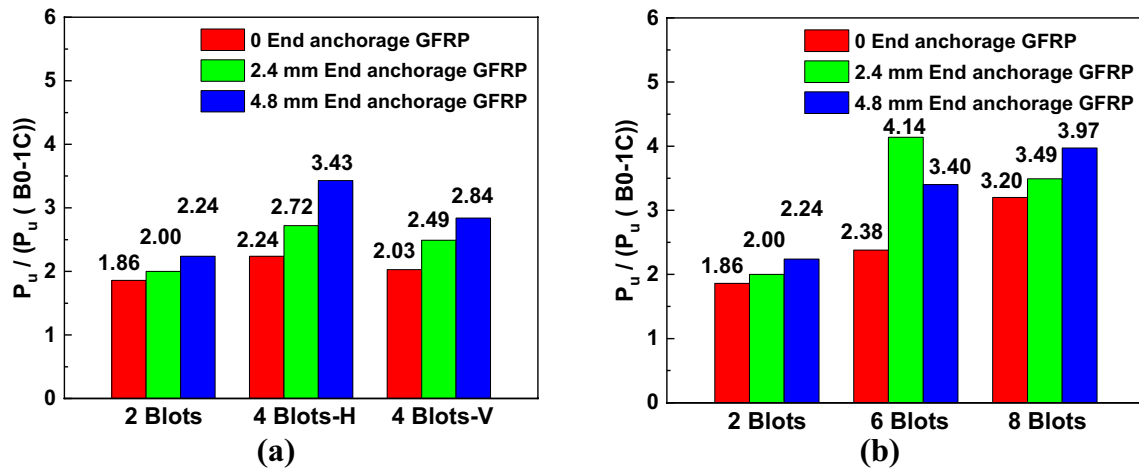 6
5
4
3
2
1
0
P_u / (P_u ( B0-1C))
0 End anchorage GFRP
2.4 mm End anchorage GFRP
4.8 mm End anchorage GFRP
1.86
2.00
2.24
2.24
2.72
3.43
2.03
2.49
2.84
2 Blots
4 Blots-H
4 Blots-V
(a)
6
5
4
3
2
1
0
P_u / (P_u ( B0-1C))
0 End anchorage GFRP
2.4 mm End anchorage GFRP
4.8 mm End anchorage GFRP
1.86
2.00
2.24
2.38
4.14
3.40
3.20
3.49
3.97
2 Blots
6 Blots
8 Blots
(b)